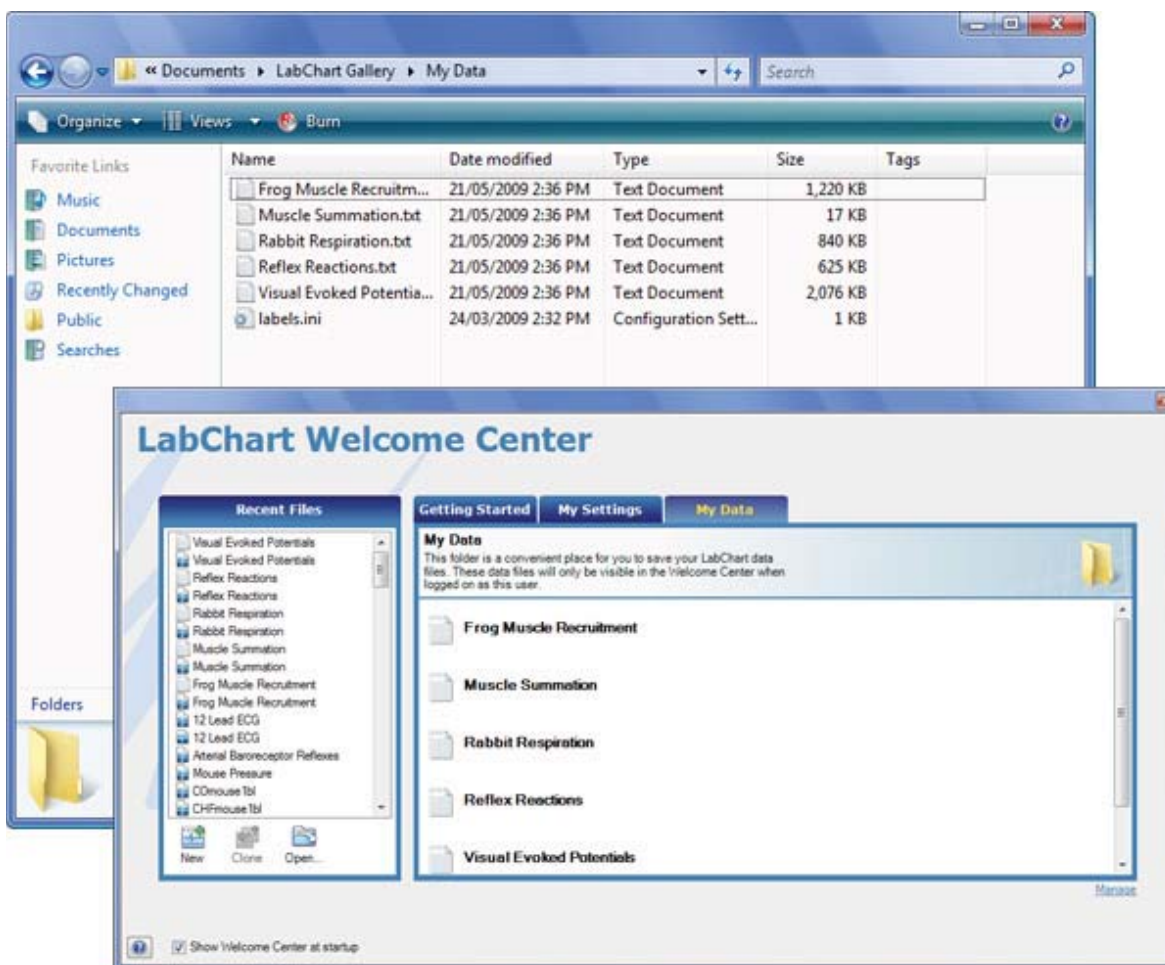 « Documents ▸ LabChart Gallery ▸ My Data
Search
Organize Views Burn
Favorite Links
Music
Documents
Pictures
Recently Changed
Public
Searches
Folders
Name Date modified Type Size Tags
Frog Muscle Recruitm... 21/05/2009 2:36 PM Text Document 1,220 KB
Muscle Summation.txt 21/05/2009 2:36 PM Text Document 17 KB
Rabbit Respiration.txt 21/05/2009 2:36 PM Text Document 840 KB
Reflex Reactions.txt 21/05/2009 2:36 PM Text Document 625 KB
Visual Evoked Potentia... 21/05/2009 2:36 PM Text Document 2,076 KB
labels.ini 24/03/2009 2:32 PM Configuration Sett... 1 KB
LabChart Welcome Center
Recent Files
Visual Evoked Potentials
Visual Evoked Potentials
Reflex Reactions
Reflex Reactions
Rabbit Respiration
Rabbit Respiration
Muscle Summation
Muscle Summation
Frog Muscle Recruitment
Frog Muscle Recruitment
12 Lead ECG
12 Lead ECG
Arterial Baroreceptor Reflexes
Mouse Pressure
COmouse1bl
CHFmouse1bl
New Clone Open...
Getting Started My Settings My Data
My Data
This folder is a convenient place for you to save your LabChart data
files. These data files will only be visible in the Welcome Center when
logged on as this user.
Frog Muscle Recruitment
Muscle Summation
Rabbit Respiration
Reflex Reactions
Visual Evoked Potentials
Manage
Show Welcome Center at startup